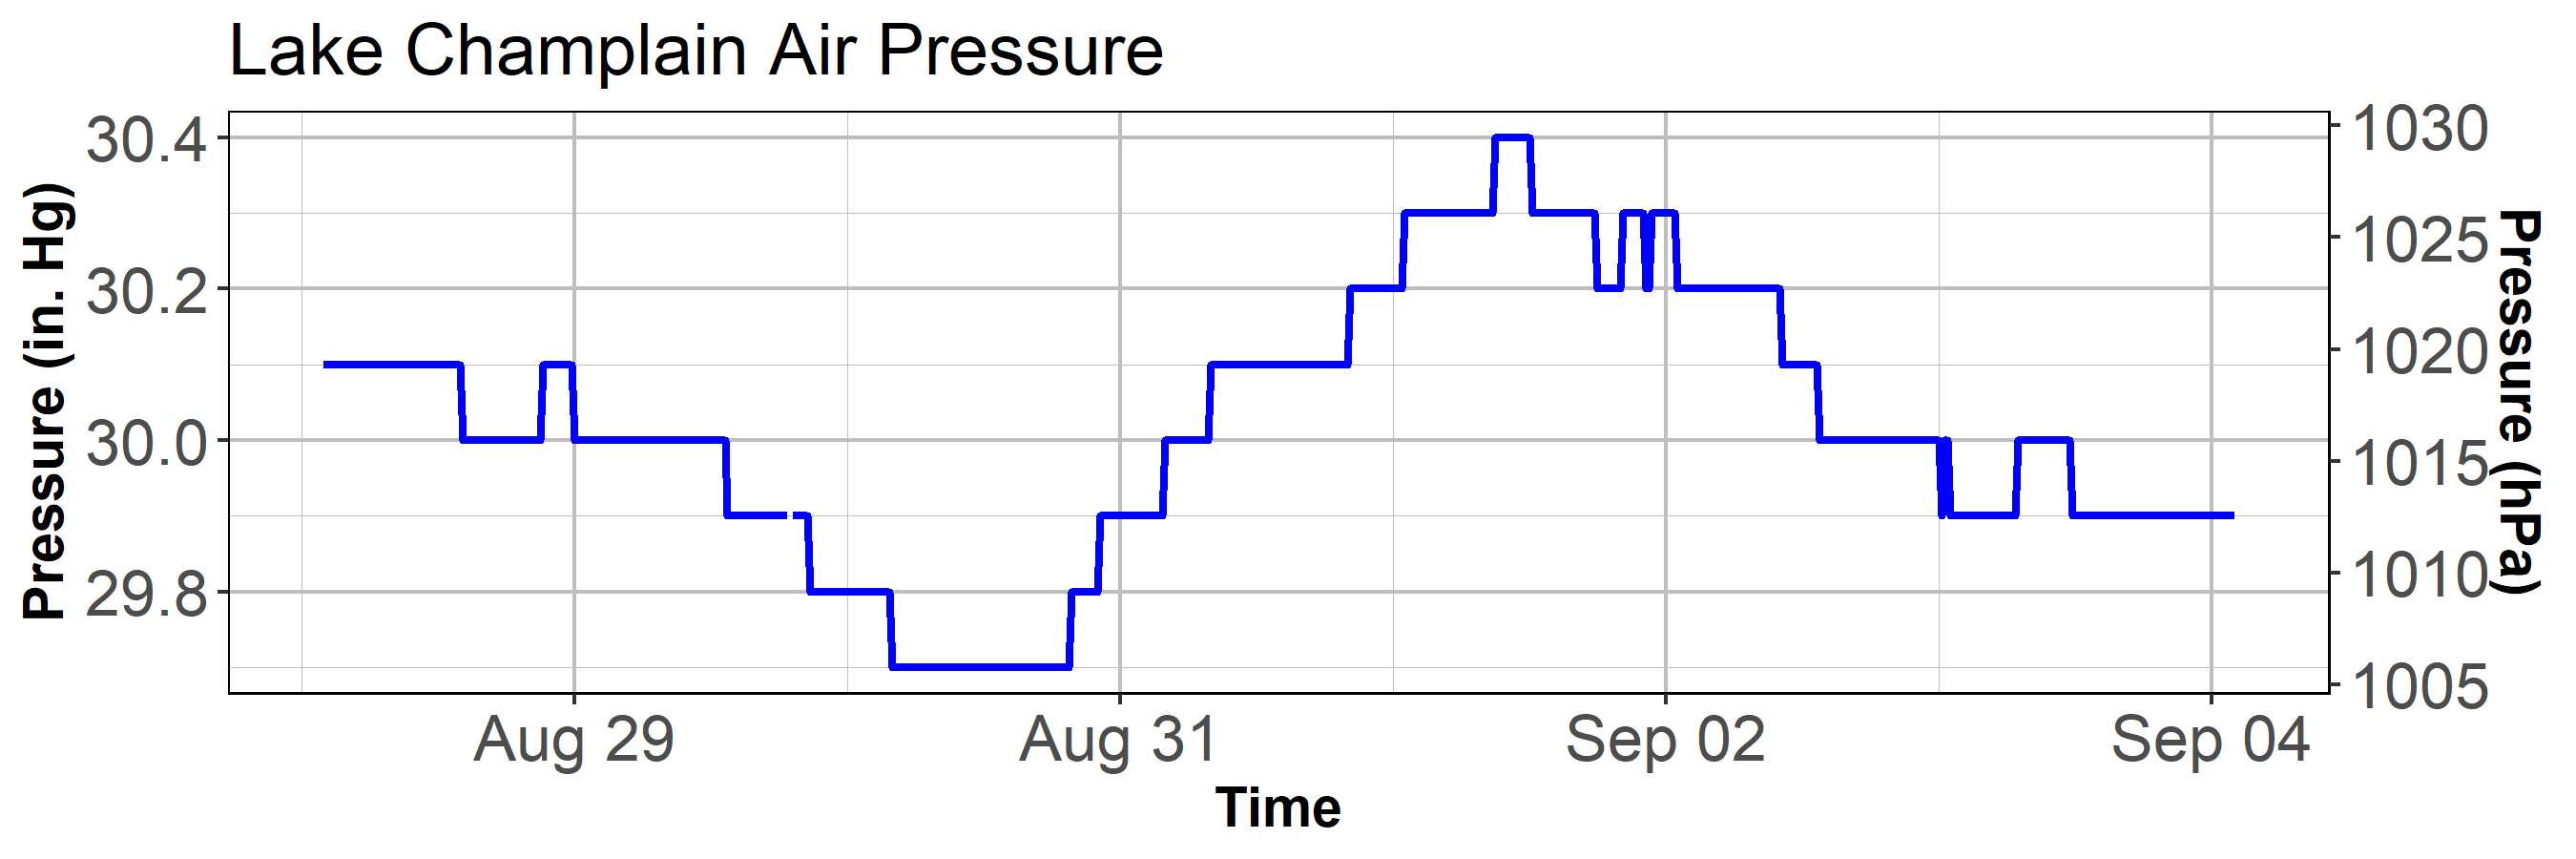 Lake Champlain Air Pressure
30.4
30.2
30.0
29.8
Pressure (in. Hg)
1030
1025
1020
1015
1010
1005
Pressure (hPa)
Aug 29
Aug 31
Sep 02
Sep 04
Time